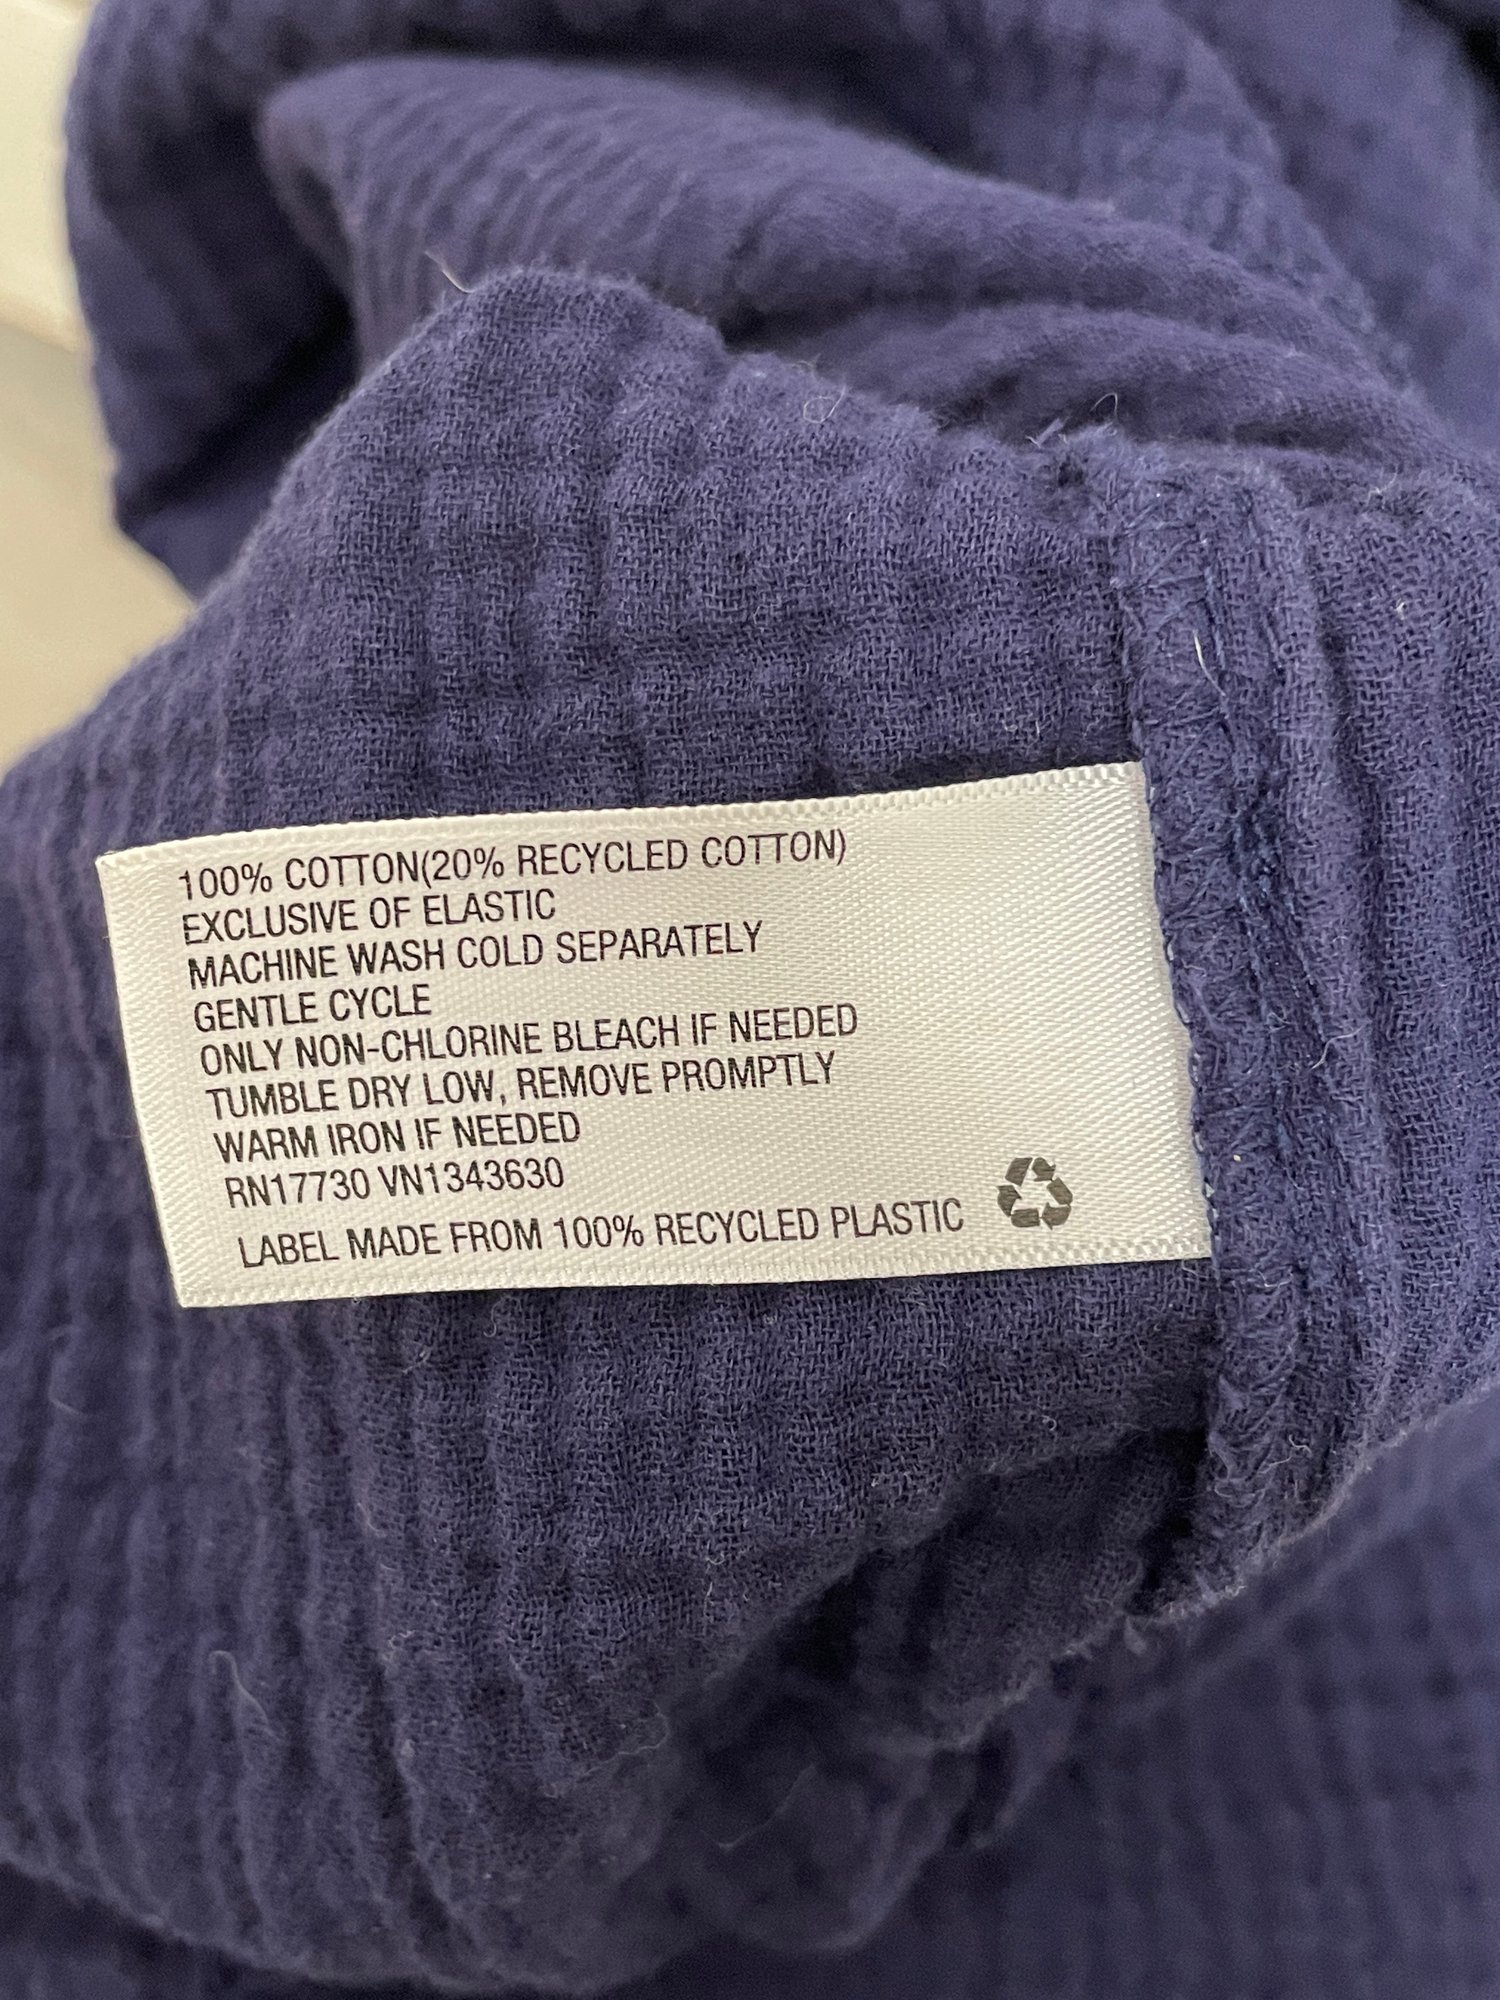 100% COTTON(20% RECYCLED COTTON)
EXCLUSIVE OF ELASTIC
MACHINE WASH COLD SEPARATELY
GENTLE CYCLE
ONLY NON-CHLORINE BLEACH IF NEEDED
TUMBLE DRY LOW, REMOVE PROMPTLY
WARM IRON IF NEEDED
RN17730 VN1343630
LABEL MADE FROM 100% RECYCLED PLASTIC